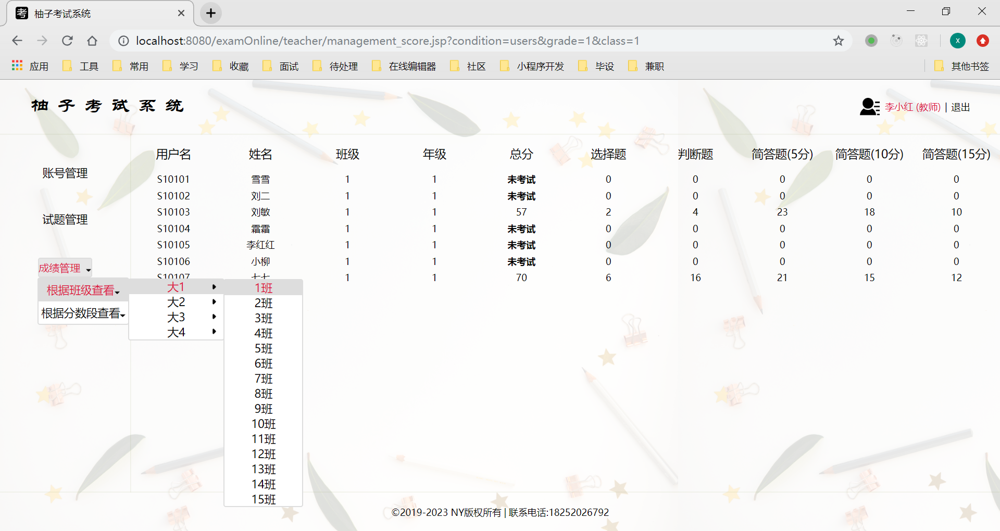 考 柚子考试系统
localhost:8080/examOnline/teacher/management_score.jsp?condition=users&grade=1&class=1
x
应用 工具 常用 学习 收藏 面试 待处理 在线编辑器 社区 小程序开发 毕设 兼职 其他书签
柚子考试系统
李小红 (教师) | 退出
账号管理
试题管理
成绩管理
根据班级查看
根据分数段查看
大1
大2
大3
大4
1班
2班
3班
4班
5班
6班
7班
8班
9班
10班
11班
12班
13班
14班
15班
用户名 姓名 班级 年级 总分 选择题 判断题 简答题(5分) 简答题(10分) 简答题(15分)
S10101 雪雪 1 1 未考试 0 0 0 0 0
S10102 刘二 1 1 未考试 0 0 0 0 0
S10103 刘敏 1 1 57 2 4 23 18 10
S10104 霜霜 1 1 未考试 0 0 0 0 0
S10105 李红红 1 1 未考试 0 0 0 0 0
S10106 小柳 1 1 未考试 0 0 0 0 0
S10107 七七 1 1 70 6 16 21 15 12
©2019-2023 NY版权所有 | 联系电话:18252026792